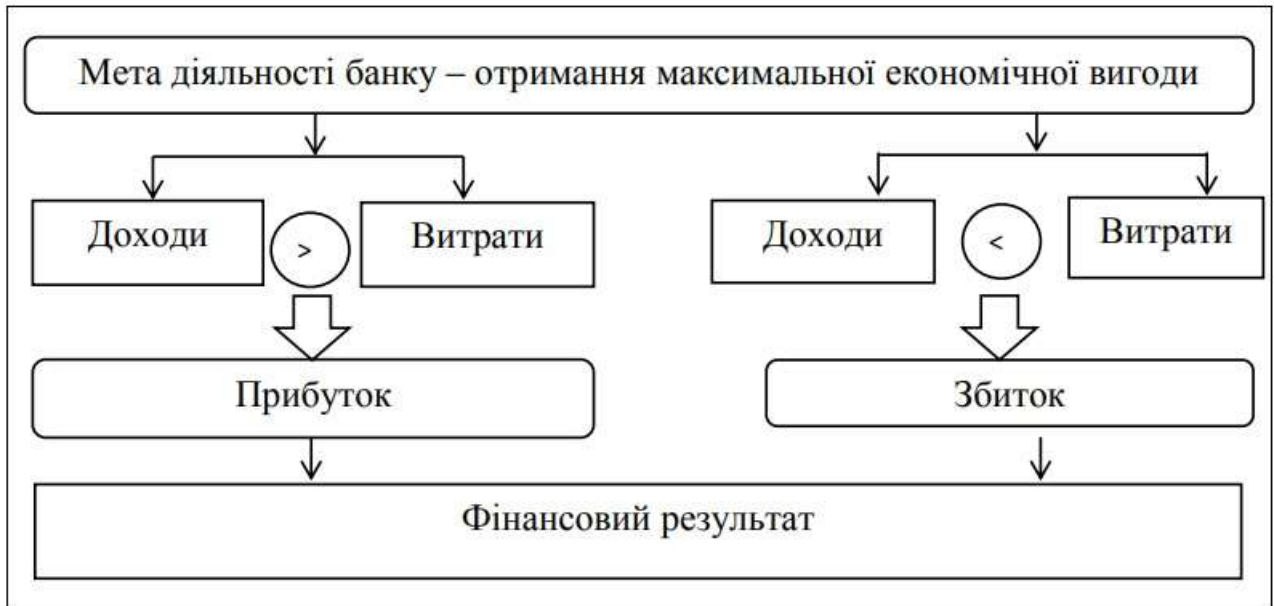 Мета діяльності банку – отримання максимальної економічної вигоди
Доходи
>
Витрати
Доходи
<
Витрати
Прибуток
Збиток
Фінансовий результат